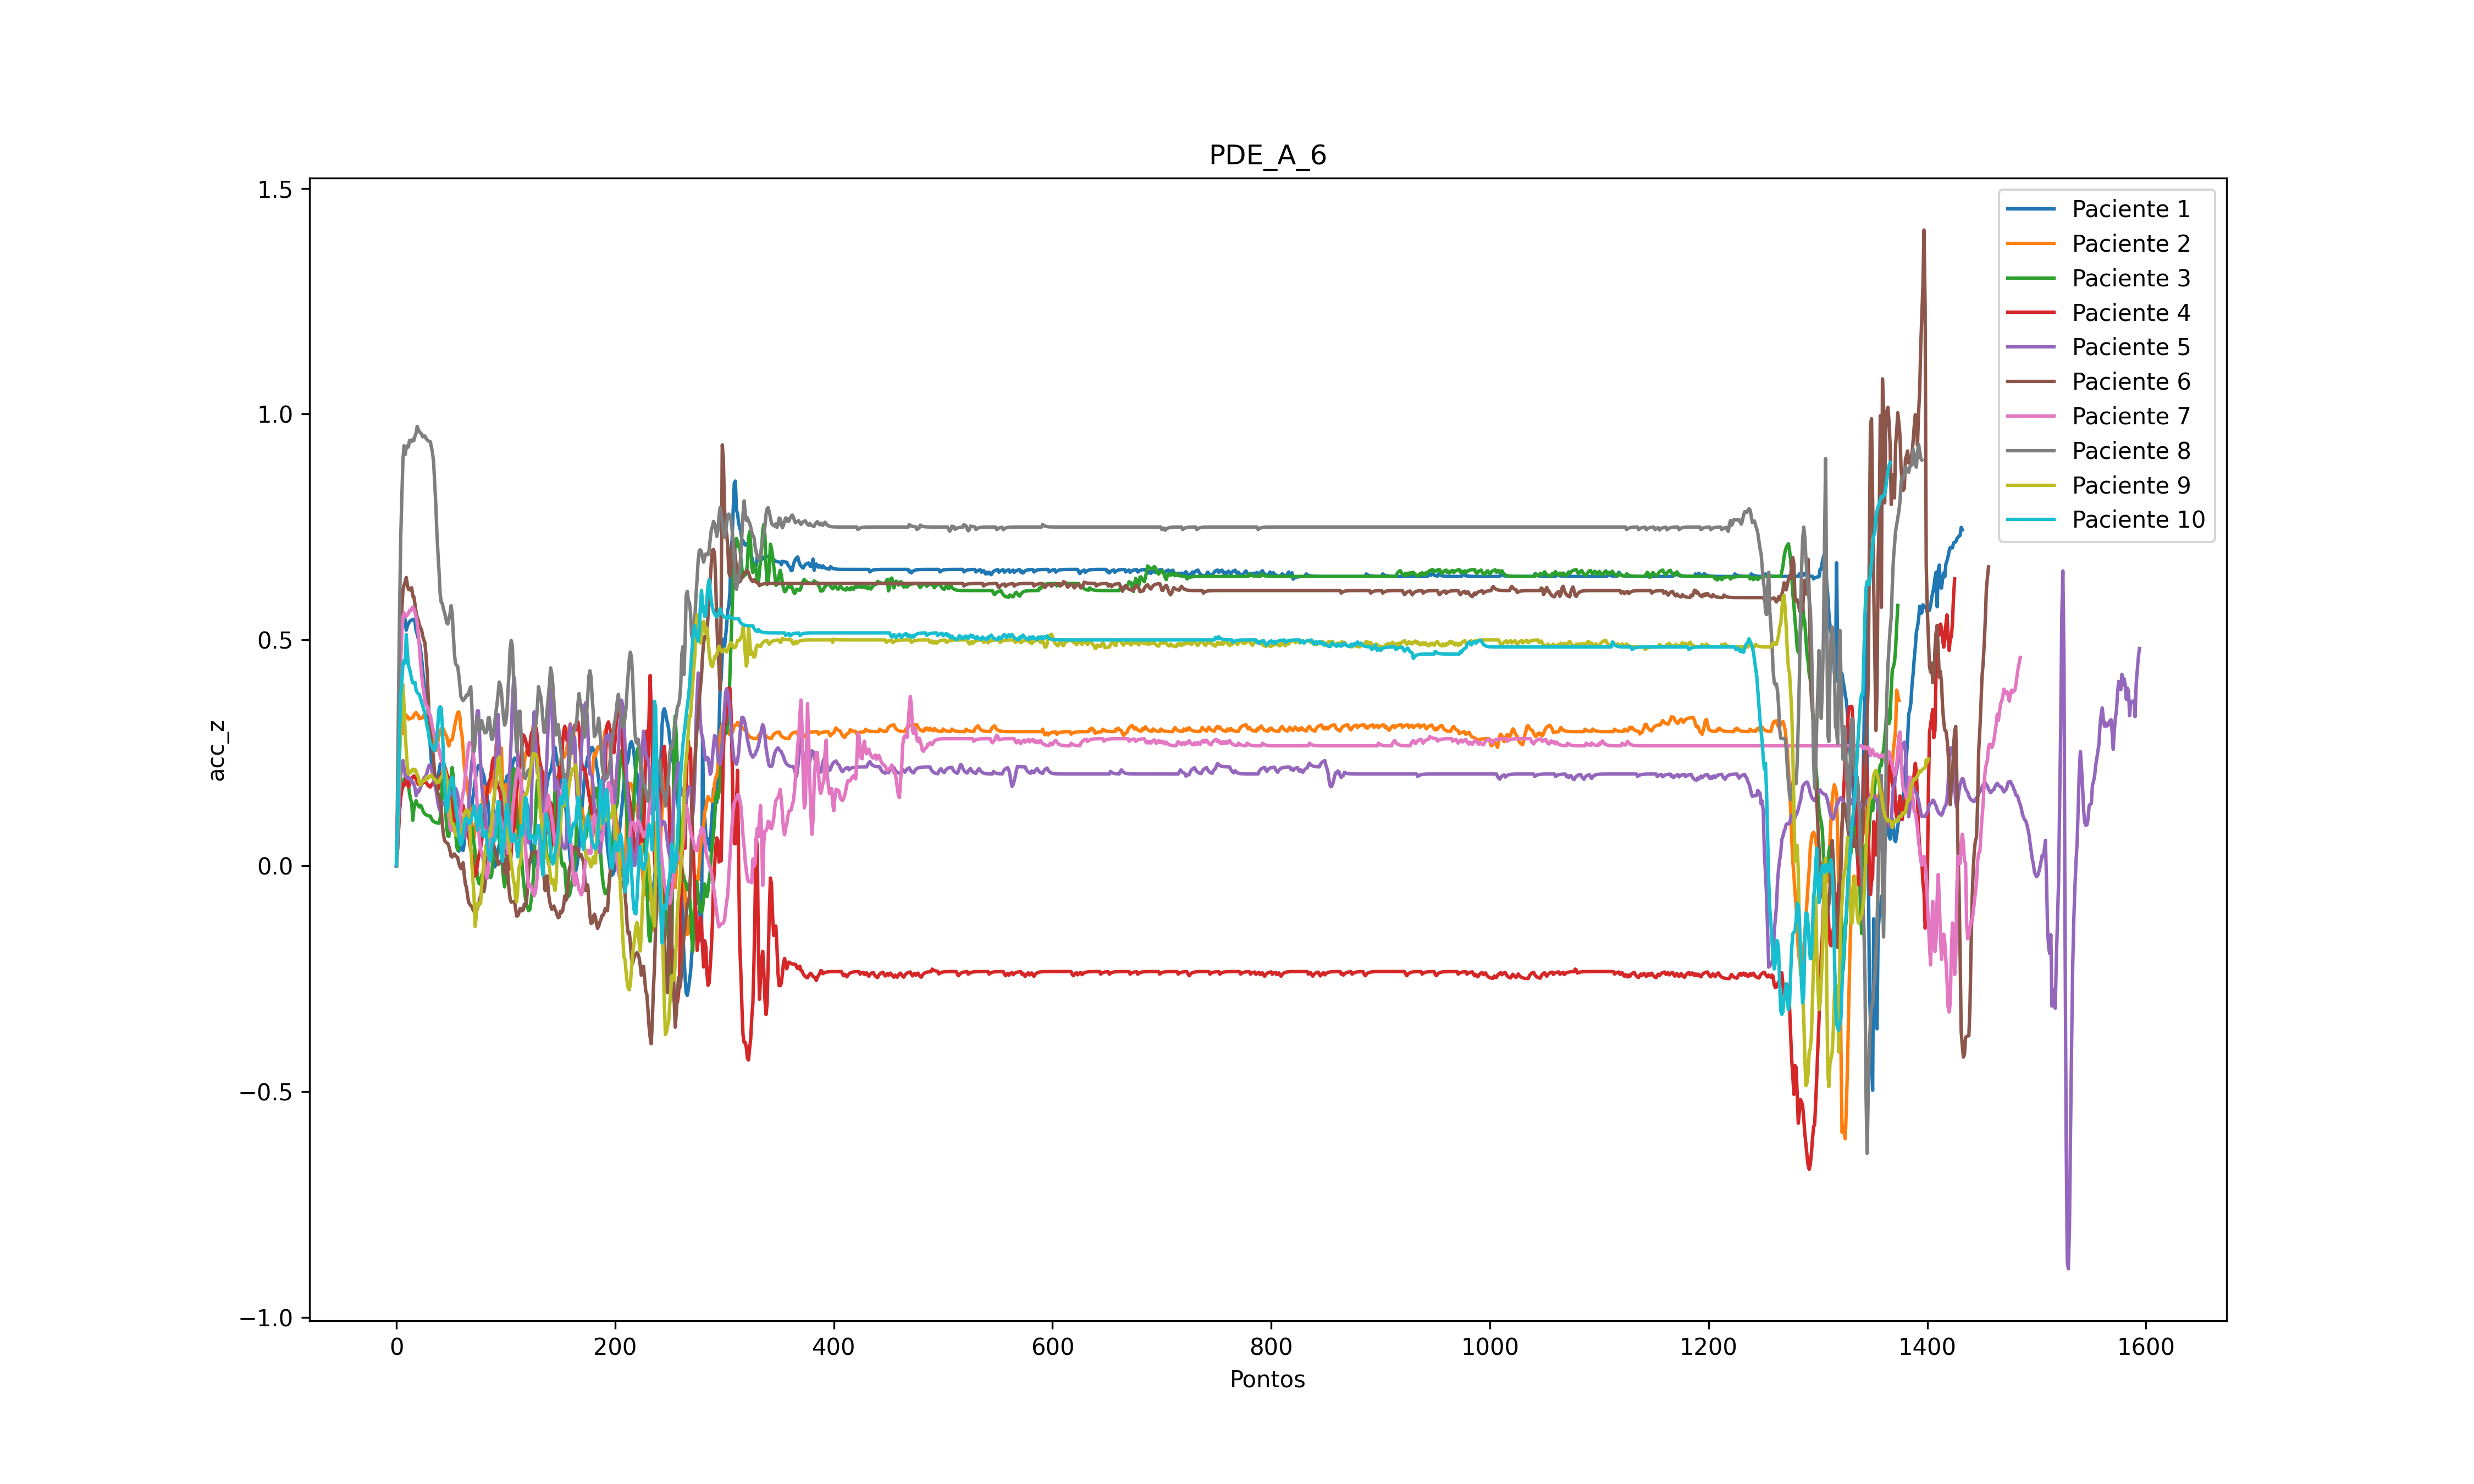 PDE_A_6
1.5
1.0
0.5
0.0
−0.5
−1.0
acc_z
0
200
400
600
800
1000
1200
1400
1600
Pontos
Paciente 1
Paciente 2
Paciente 3
Paciente 4
Paciente 5
Paciente 6
Paciente 7
Paciente 8
Paciente 9
Paciente 10